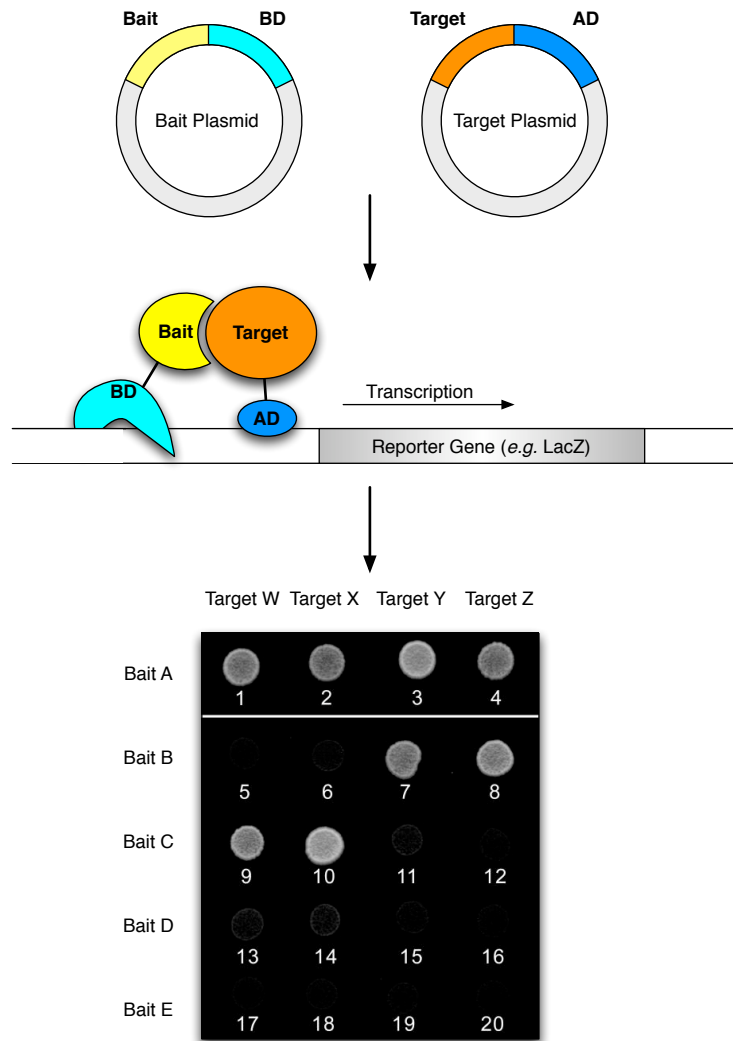 Bait BD Target AD
Bait Plasmid Target Plasmid
Bait Target
BD
Transcription
AD
Reporter Gene (e.g. LacZ)
Target W Target X Target Y Target Z
Bait A
1 2 3 4
Bait B
5 6 7 8
Bait C
9 10 11 12
Bait D
13 14 15 16
Bait E
17 18 19 20